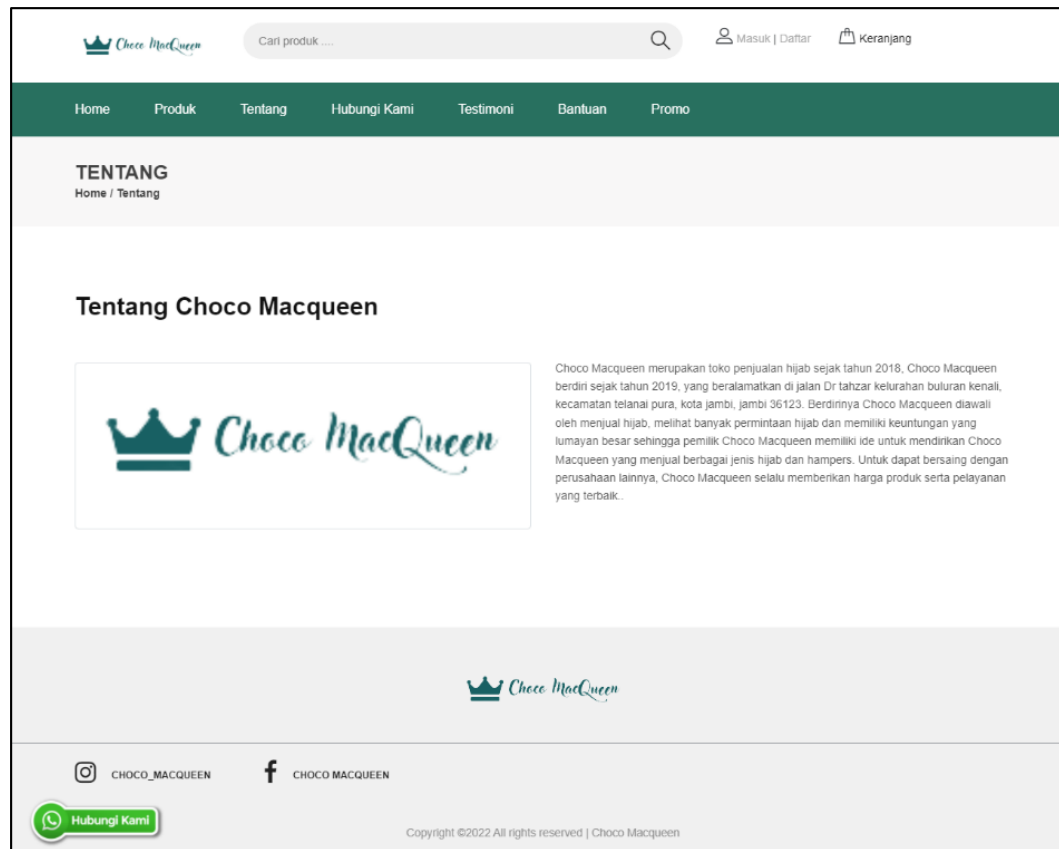 Choco MacQueen
Cari produk ....
Masuk | Daftar
Keranjang
Home Produk Tentang Hubungi Kami Testimoni Bantuan Promo
TENTANG
Home / Tentang
Tentang Choco Macqueen
Choco MacQueen
Choco Macqueen merupakan toko penjualan hijab sejak tahun 2018, Choco Macqueen
berdiri sejak tahun 2019, yang beralamatkan di jalan Dr tahzar kelurahan buluran kenali,
kecamatan telanai pura, kota jambi, jambi 36123. Berdirinya Choco Macqueen diawali
oleh menjual hijab, melihat banyak permintaan hijab dan memiliki keuntungan yang
lumayan besar sehingga pemilik Choco Macqueen memiliki ide untuk mendirikan Choco
Macqueen yang menjual berbagai jenis hijab dan hampers. Untuk dapat bersaing dengan
perusahaan lainnya, Choco Macqueen selalu memberikan harga produk serta pelayanan
yang terbaik..
Choco MacQueen
CHOCO_MACQUEEN
CHOCO MACQUEEN
Hubungi Kami
Copyright ©2022 All rights reserved | Choco Macqueen